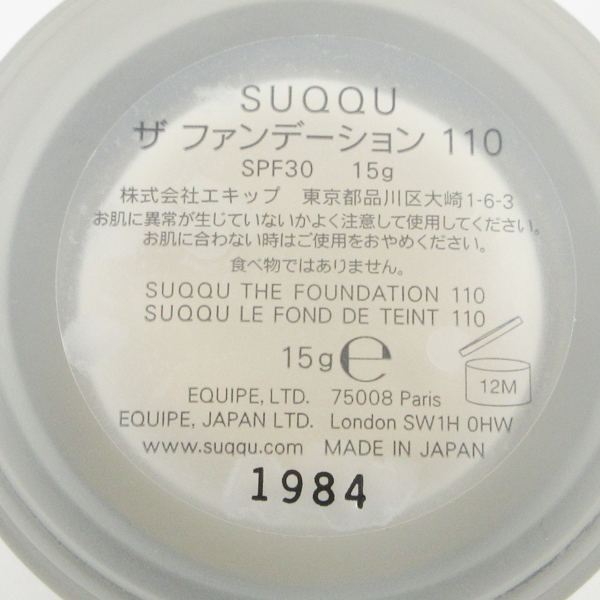 SUQQU
ザ ファンデーション 110
SPF30 15g
株式会社エキップ 東京都品川区大崎1-6-3
お肌に異常が生じていないかよく注意して使用してください。
お肌に合わない時はご使用をおやめください。
食べ物ではありません。
SUQQU THE FOUNDATION 110
SUQQU LE FOND DE TEINT 110
15g ℮
12M
EQUIPE, LTD. 75008 Paris
EQUIPE, JAPAN LTD. London SW1H 0HW
www.suqqu.com MADE IN JAPAN
1984